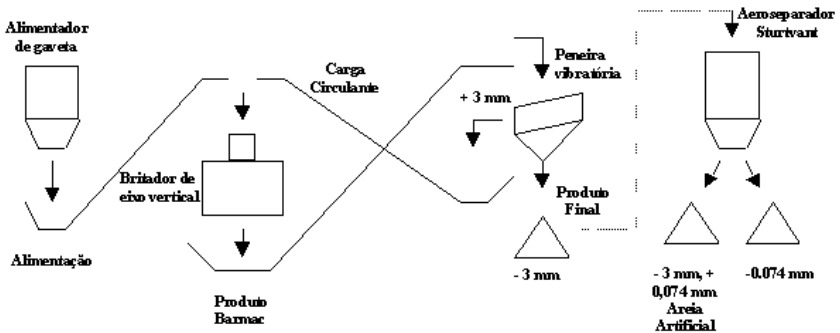 Alimentador
de gaveta
Alimentação
Britador de
eixo vertical
Produto
Barmac
Carga
Circulante
Peneira
vibratória
+ 3 mm
Produto
Final
- 3 mm
Aeroseparador
Sturtvant
- 3 mm, +
0,074 mm
Areia
Artificial
-0.074 mm